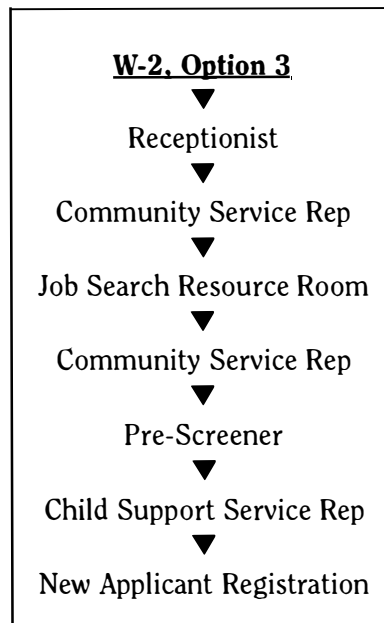 W-2, Option 3
Receptionist
Community Service Rep
Job Search Resource Room
Community Service Rep
Pre-Screener
Child Support Service Rep
New Applicant Registration